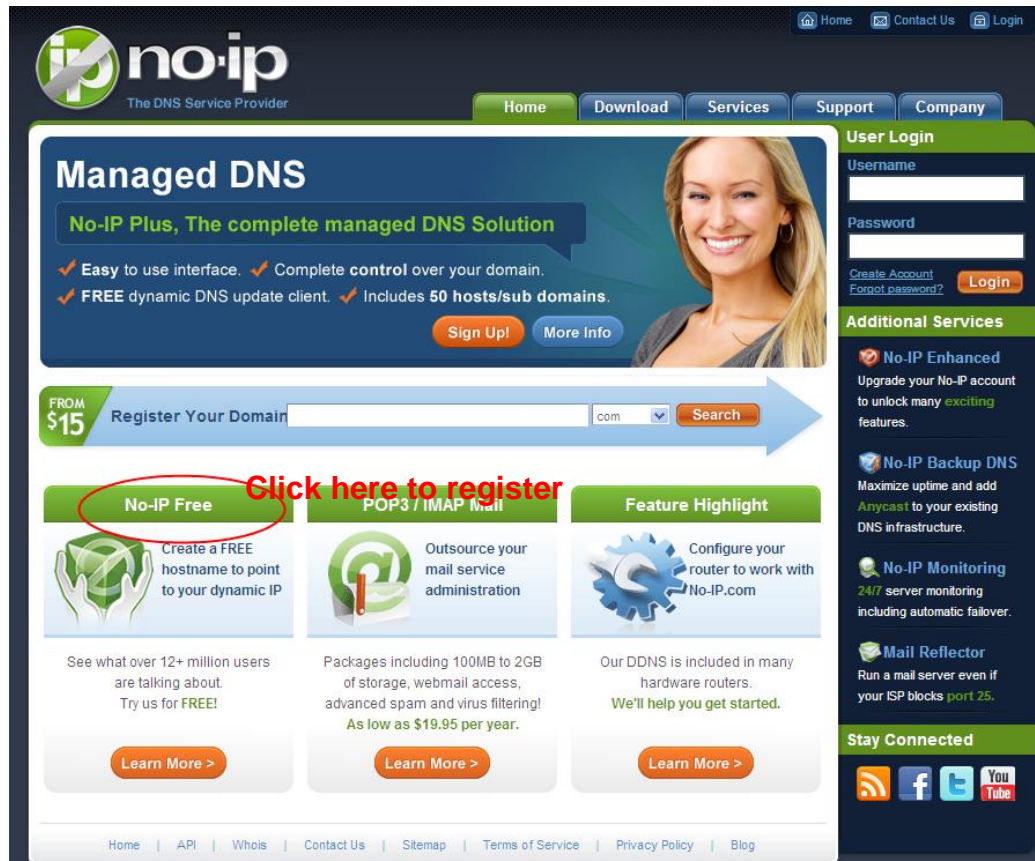 Home Contact Us Login
ip no·ip
The DNS Service Provider
Home Download Services Support Company
Managed DNS
No-IP Plus, The complete managed DNS Solution
Easy to use interface. Complete control over your domain.
FREE dynamic DNS update client. Includes 50 hosts/sub domains.
Sign Up! More Info
User Login
Username
Password
Create Account
Forgot password?
Login
FROM
$15
Register Your Domain
com
Search
Additional Services
No-IP Enhanced
Upgrade your No-IP account
to unlock many exciting
features.
No-IP Backup DNS
Maximize uptime and add
Anycast to your existing
DNS infrastructure.
No-IP Monitoring
24/7 server monitoring
including automatic failover.
Mail Reflector
Run a mail server even if
your ISP blocks port 25.
Stay Connected
You
Tube
Click here to register
No-IP Free
Create a FREE
hostname to point
to your dynamic IP
See what over 12+ million users
are talking about.
Try us for FREE!
Learn More >
POP3 / IMAP Mail
Outsource your
mail service
administration
Packages including 100MB to 2GB
of storage, webmail access,
advanced spam and virus filtering!
As low as $19.95 per year.
Learn More >
Feature Highlight
Configure your
router to work with
No-IP.com
Our DDNS is included in many
hardware routers.
We'll help you get started.
Learn More >
Home | API | Whois | Contact Us | Sitemap | Terms of Service | Privacy Policy | Blog